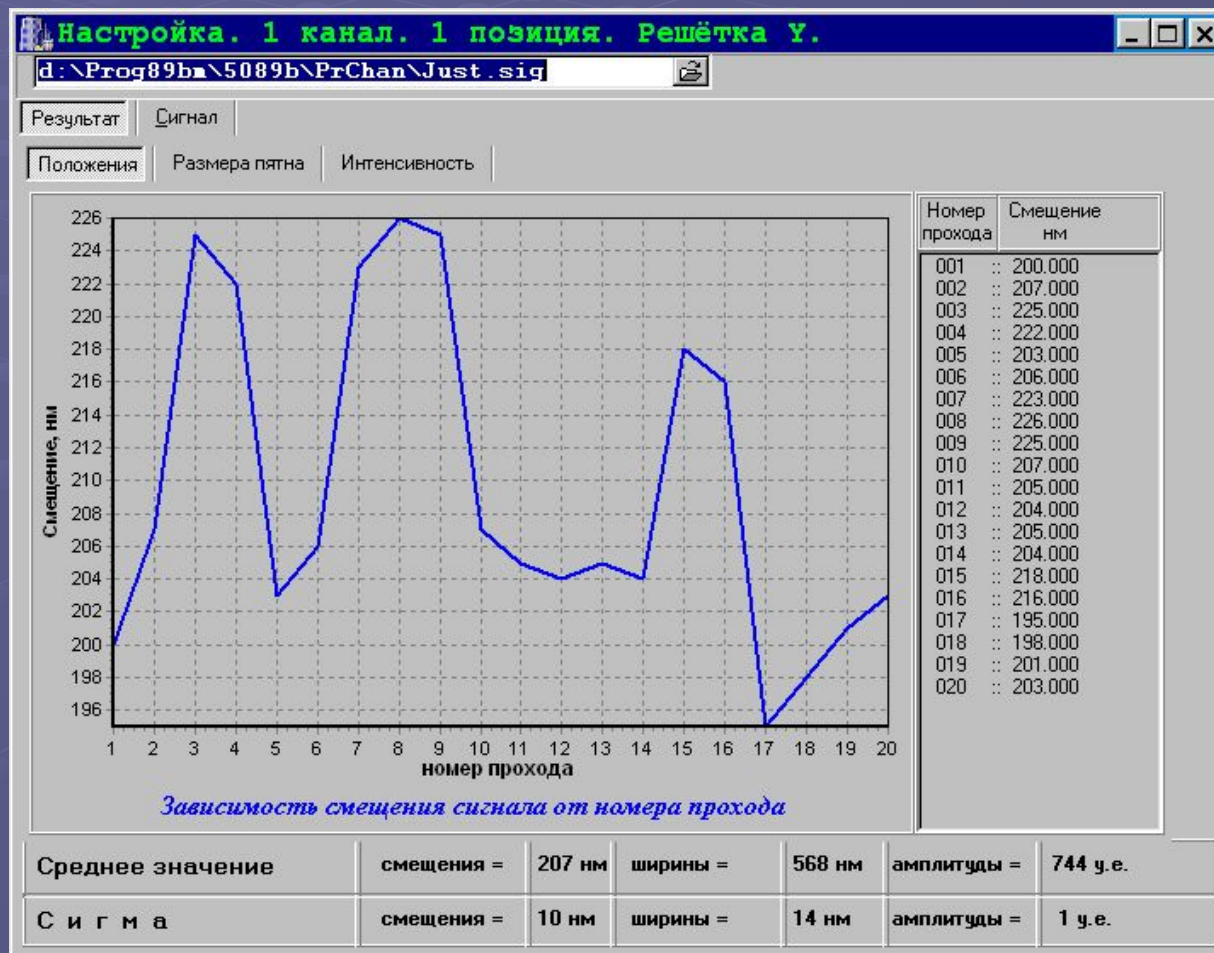 Настройка. 1 канал. 1 позиция. Решётка Y.
d:\Prog89bm\5089b\PrChan\Just.sig
Результат Сигнал
Положения Размера пятна Интенсивность
226
224
222
220
218
216
214
212
210
208
206
204
202
200
198
196
Смещение, нм
1 2 3 4 5 6 7 8 9 10 11 12 13 14 15 16 17 18 19 20
номер прохода
Зависимость смещения сигнала от номера прохода
Номер Смещение
прохода нм
001 :: 200.000
002 :: 207.000
003 :: 225.000
004 :: 222.000
005 :: 203.000
006 :: 206.000
007 :: 223.000
008 :: 226.000
009 :: 225.000
010 :: 207.000
011 :: 205.000
012 :: 204.000
013 :: 205.000
014 :: 204.000
015 :: 218.000
016 :: 216.000
017 :: 195.000
018 :: 198.000
019 :: 201.000
020 :: 203.000
Среднее значение смещения = 207 нм ширины = 568 нм амплитуды = 744 у.е.
С и г м а смещения = 10 нм ширины = 14 нм амплитуды = 1 у.е.